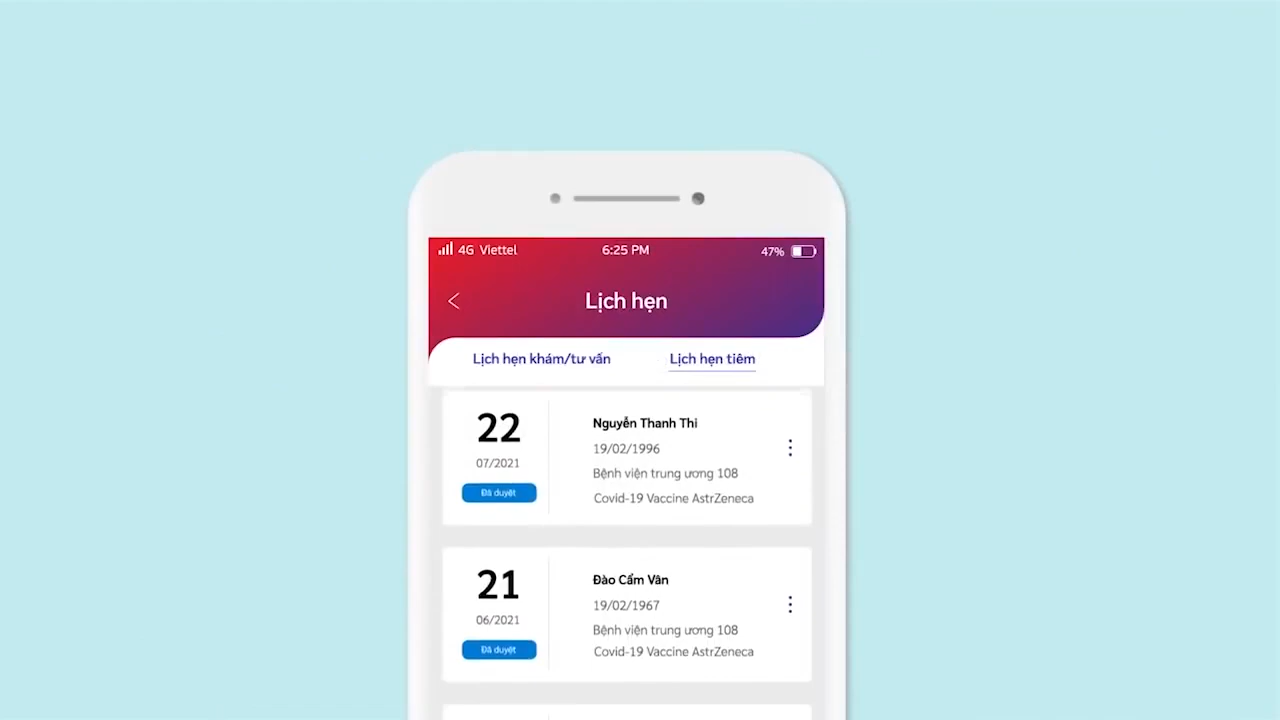 4G Viettel 6:25 PM 47%
Lịch hẹn
Lịch hẹn khám/tư vấn Lịch hẹn tiêm
22
07/2021
Đã duyệt
Nguyễn Thanh Thi
19/02/1996
Bệnh viện trung ương 108
Covid-19 Vaccine AstrZeneca
21
06/2021
Đã duyệt
Đào Cẩm Vân
19/02/1967
Bệnh viện trung ương 108
Covid-19 Vaccine AstrZeneca